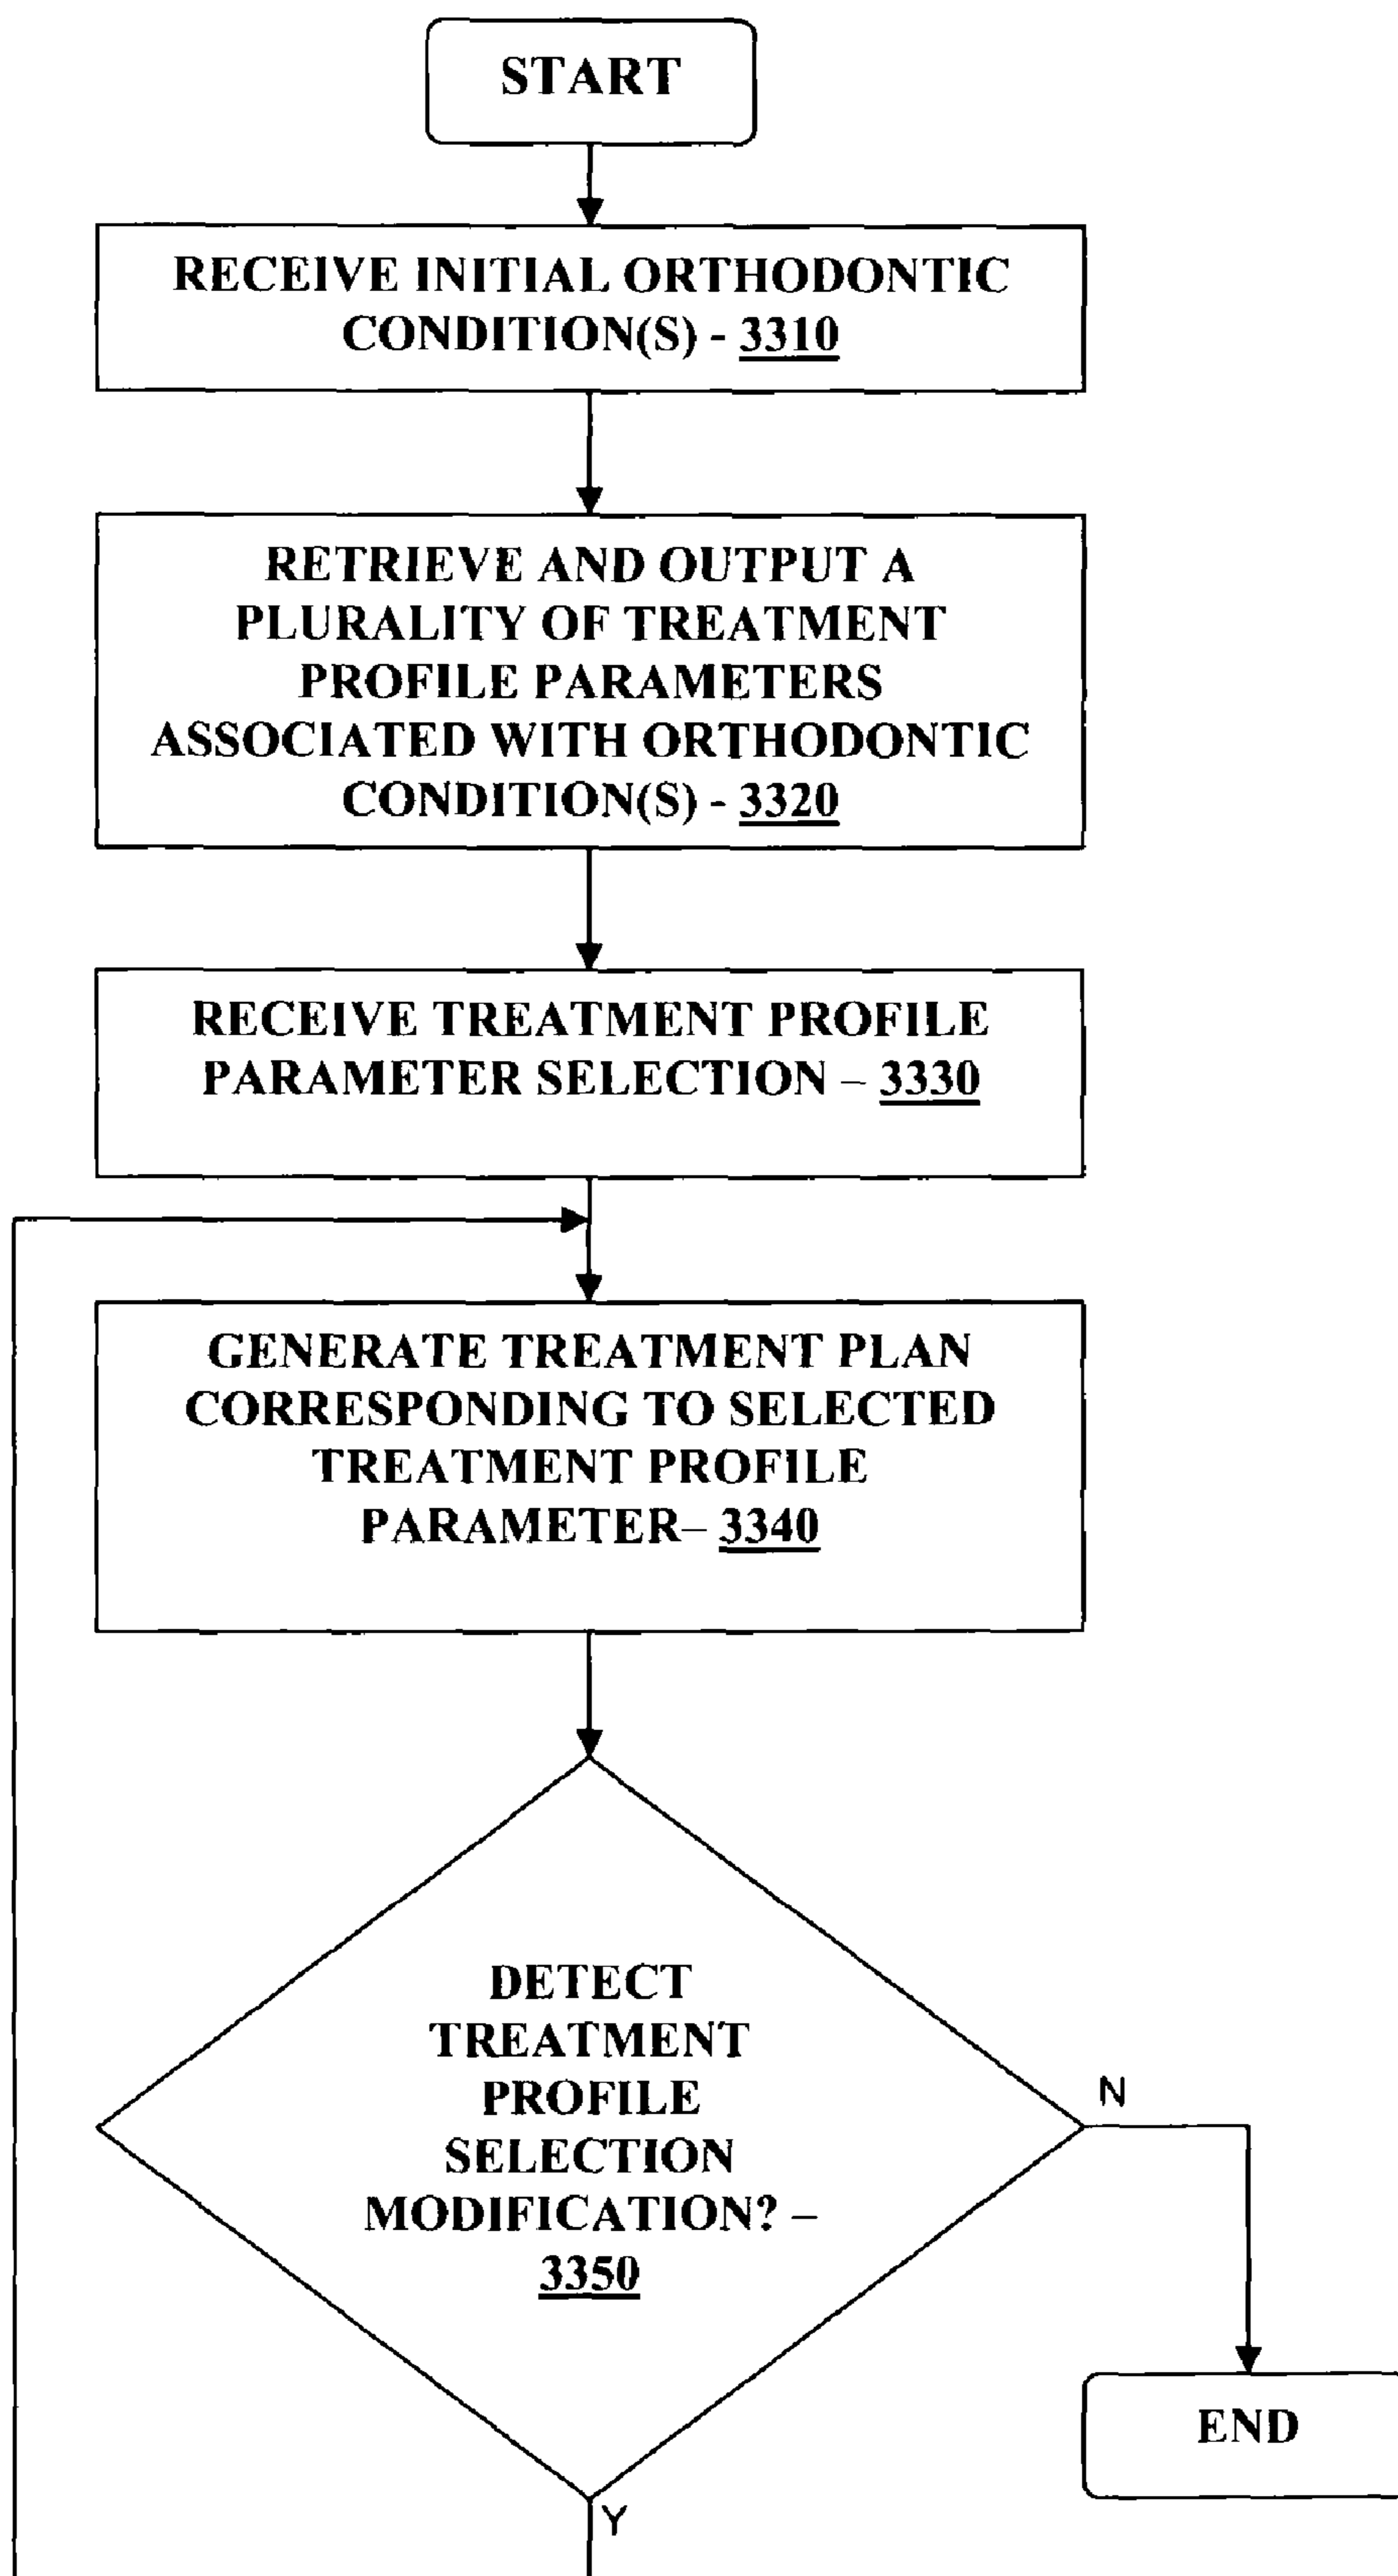 START
RECEIVE INITIAL ORTHODONTIC
CONDITION(S) - 3310
RETRIEVE AND OUTPUT A
PLURALITY OF TREATMENT
PROFILE PARAMETERS
ASSOCIATED WITH ORTHODONTIC
CONDITION(S) - 3320
RECEIVE TREATMENT PROFILE
PARAMETER SELECTION – 3330
GENERATE TREATMENT PLAN
CORRESPONDING TO SELECTED
TREATMENT PROFILE
PARAMETER– 3340
DETECT
TREATMENT
PROFILE
SELECTION
MODIFICATION? –
3350
N
END
Y